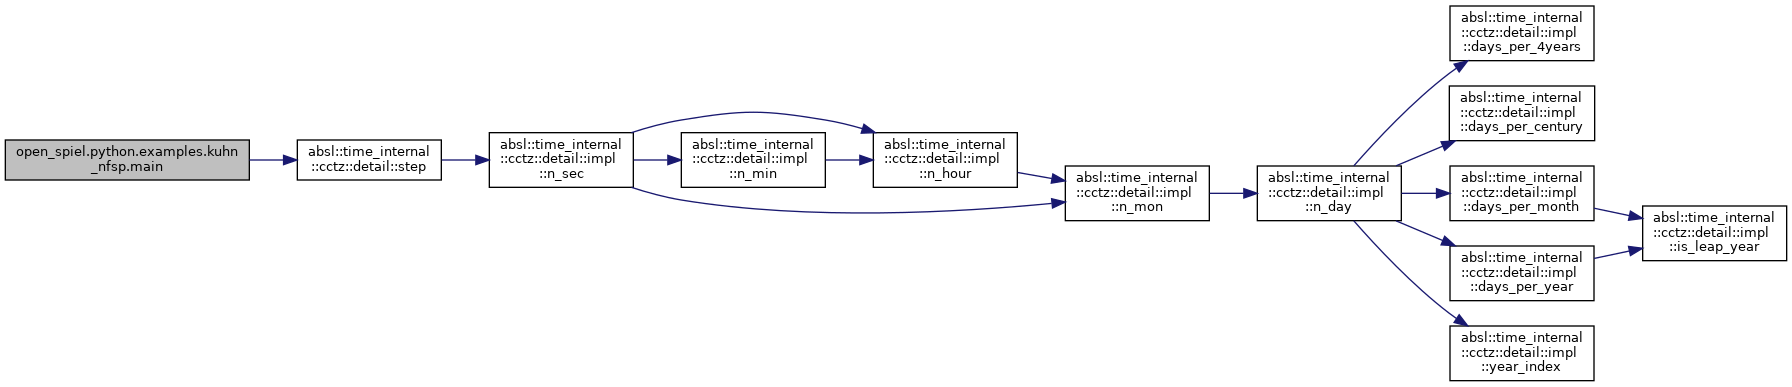 open_spiel.python.examples.kuhn
_nfsp.main
absl::time_internal
::cctz::detail::step
absl::time_internal
::cctz::detail::impl
::n_sec
absl::time_internal
::cctz::detail::impl
::n_min
absl::time_internal
::cctz::detail::impl
::n_hour
absl::time_internal
::cctz::detail::impl
::n_mon
absl::time_internal
::cctz::detail::impl
::n_day
absl::time_internal
::cctz::detail::impl
::days_per_4years
absl::time_internal
::cctz::detail::impl
::days_per_century
absl::time_internal
::cctz::detail::impl
::days_per_month
absl::time_internal
::cctz::detail::impl
::days_per_year
absl::time_internal
::cctz::detail::impl
::year_index
absl::time_internal
::cctz::detail::impl
::is_leap_year